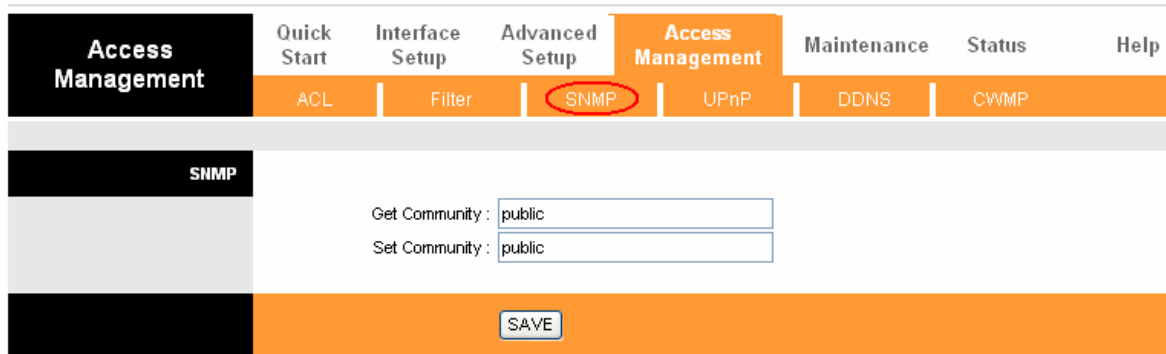 Access
Management
Quick
Start
Interface
Setup
Advanced
Setup
Access
Management
Maintenance
Status
Help
ACL
Filter
SNMP
UPnP
DDNS
CWMP
SNMP
Get Community : public
Set Community : public
SAVE